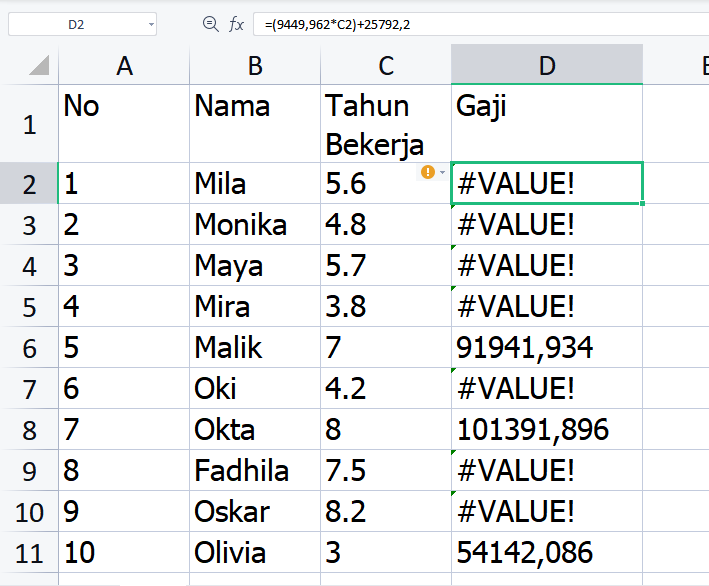 D2 fx =(9449,962*C2)+25792,2
A B C D E
1 No Nama Tahun Bekerja Gaji
2 1 Mila 5.6 #VALUE!
3 2 Monika 4.8 #VALUE!
4 3 Maya 5.7 #VALUE!
5 4 Mira 3.8 #VALUE!
6 5 Malik 7 91941,934
7 6 Oki 4.2 #VALUE!
8 7 Okta 8 101391,896
9 8 Fadhila 7.5 #VALUE!
10 9 Oskar 8.2 #VALUE!
11 10 Olivia 3 54142,086